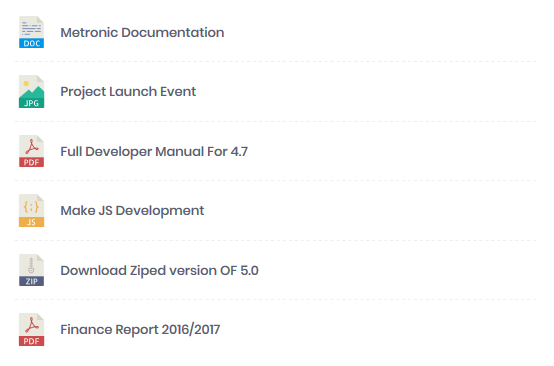 DOC Metronic Documentation
JPG Project Launch Event
PDF Full Developer Manual For 4.7
{;} JS Make JS Development
ZIP Download Ziped version OF 5.0
PDF Finance Report 2016/2017